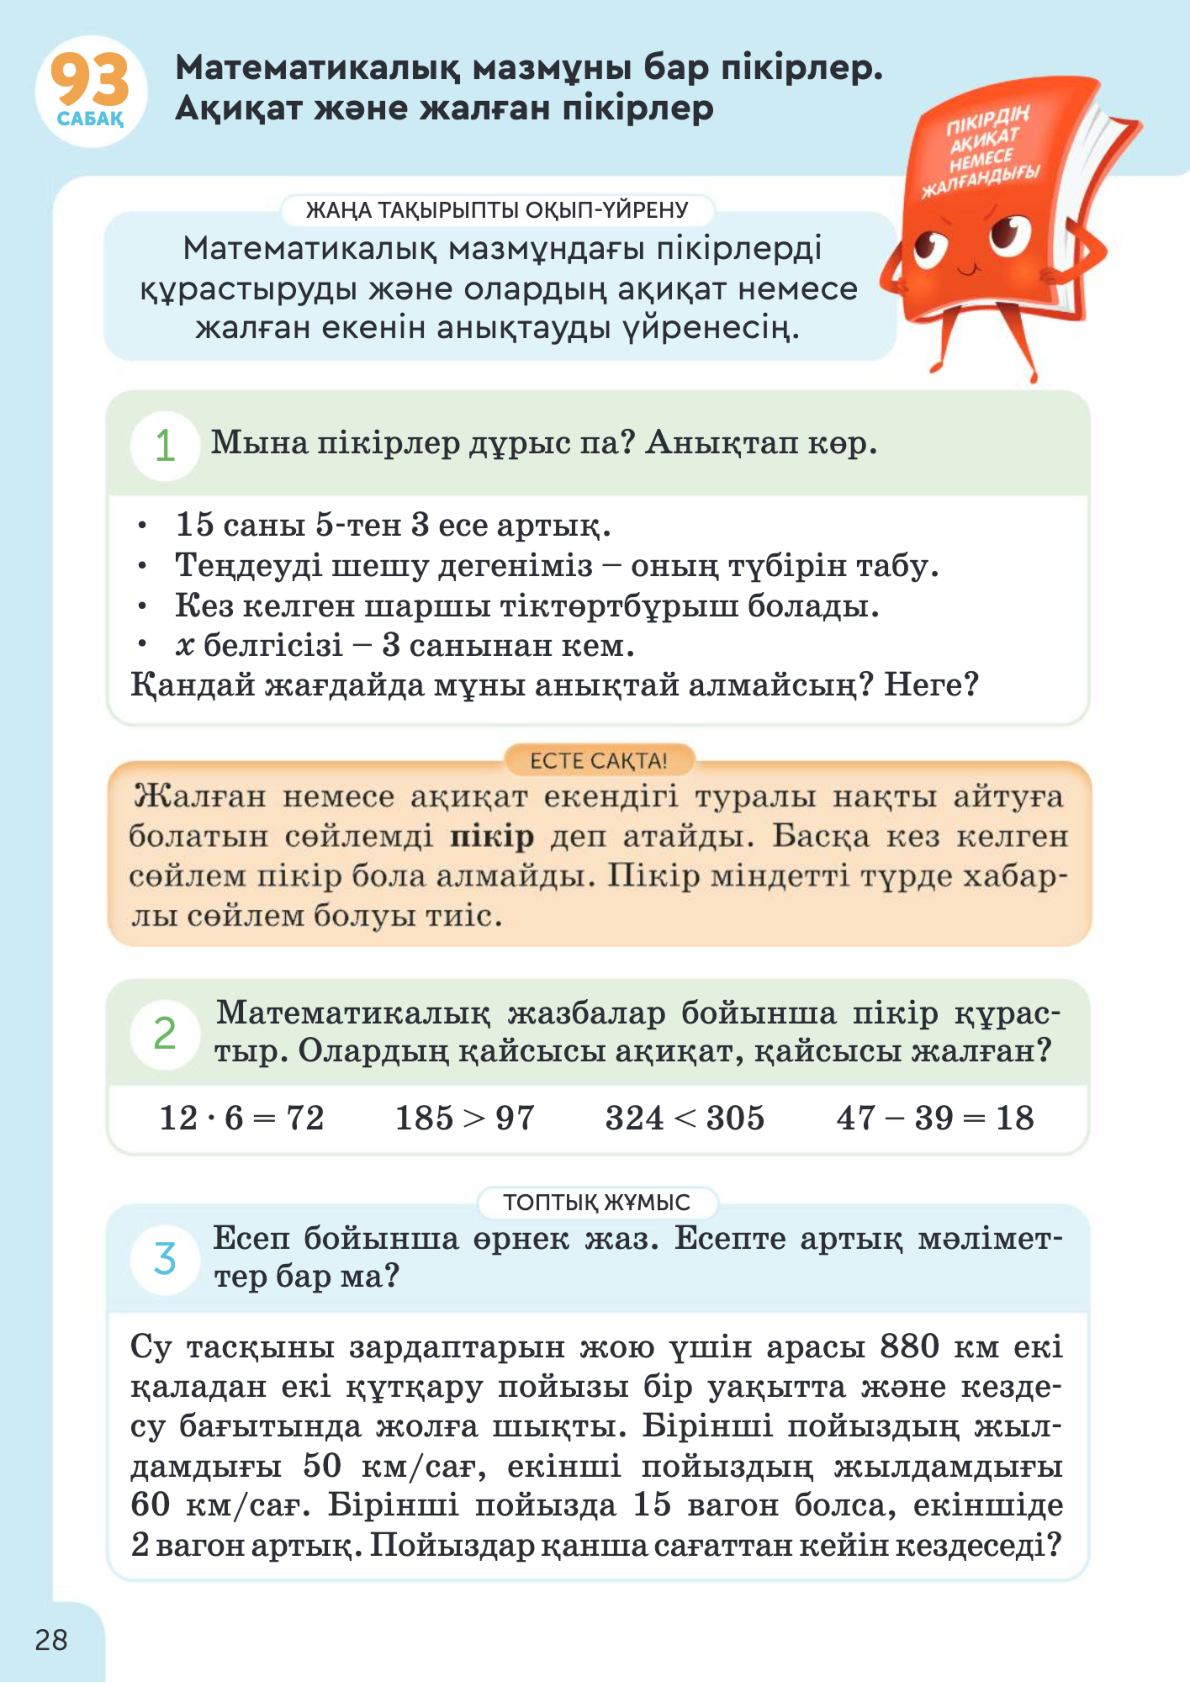 93
САБАҚ
Математикалық мазмұны бар пікірлер.
Ақиқат және жалған пікірлер
ПІКІРДІҢ
АҚИҚАТ
НЕМЕСЕ
ЖАЛҒАНДЫҒЫ
ЖАҢА ТАҚЫРЫПТЫ ОҚЫП-ҮЙРЕНУ
Математикалық мазмұндағы пікірлерді
құрастыруды және олардың ақиқат немесе
жалған екенін анықтауды үйренесің.
1 Мына пікірлер дұрыс па? Анықтап көр.
• 15 саны 5-тен 3 есе артық.
• Теңдеуді шешу дегеніміз – оның түбірін табу.
• Кез келген шаршы тіктөртбұрыш болады.
• x белгісізі – 3 санынан кем.
Қандай жағдайда мұны анықтай алмайсың? Неге?
ЕСТЕ САҚТА!
Жалған немесе ақиқат екендігі туралы нақты айтуға
болатын сөйлемді пікір деп атайды. Басқа кез келген
сөйлем пікір бола алмайды. Пікір міндетті түрде хабар-
лы сөйлем болуы тиіс.
2 Математикалық жазбалар бойынша пікір құрас-
тыр. Олардың қайсысы ақиқат, қайсысы жалған?
12 · 6 = 72 185 > 97 324 < 305 47 – 39 = 18
ТОПТЫҚ ЖҰМЫС
3 Есеп бойынша өрнек жаз. Есепте артық мәлімет-
тер бар ма?
Су тасқыны зардаптарын жою үшін арасы 880 км екі
қаладан екі құтқару пойызы бір уақытта және кезде-
су бағытында жолға шықты. Бірінші пойыздың жыл-
дамдығы 50 км/сағ, екінші пойыздың жылдамдығы
60 км/сағ. Бірінші пойызда 15 вагон болса, екіншіде
2 вагон артық. Пойыздар қанша сағаттан кейін кездеседі?
28